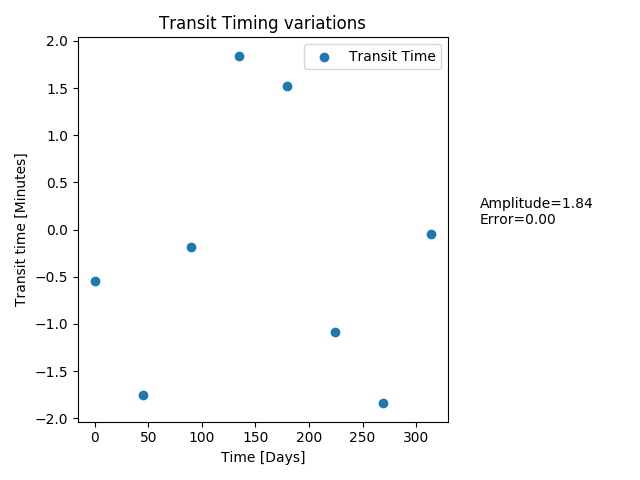 Transit Timing variations
Transit Time
Transit time [Minutes]
2.0
1.5
1.0
0.5
0.0
−0.5
−1.0
−1.5
−2.0
0 50 100 150 200 250 300
Time [Days]
Amplitude=1.84
Error=0.00